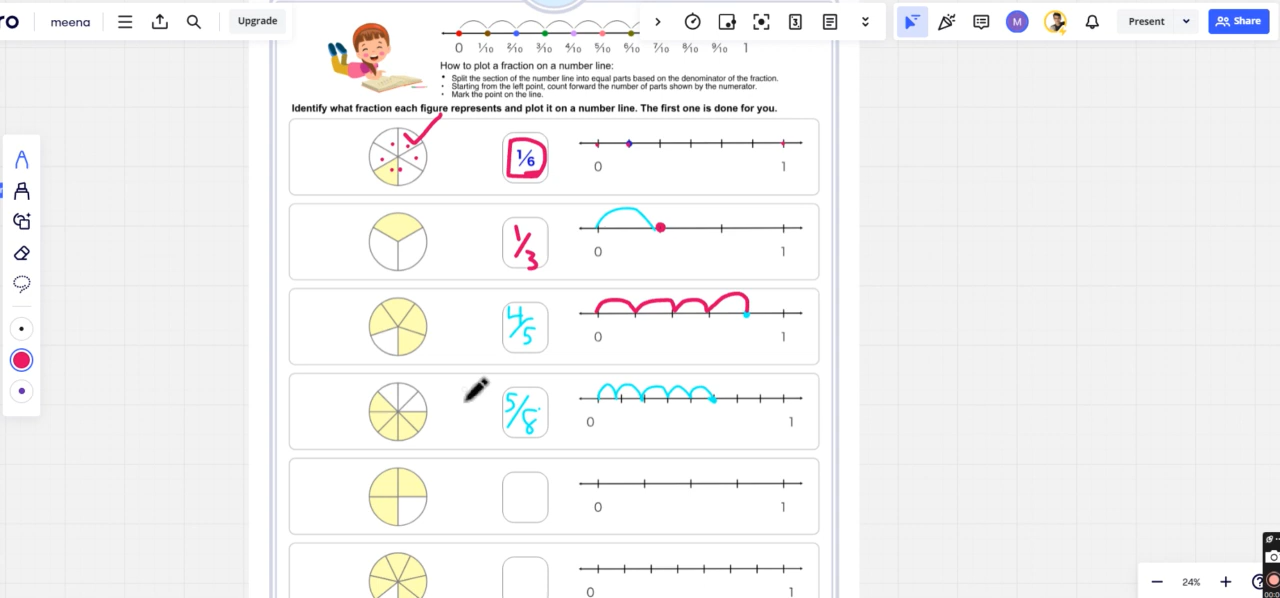 ro meena Upgrade 3 M Present Share
0 1/10 2/10 3/10 4/10 5/10 6/10 7/10 8/10 9/10 1
How to plot a fraction on a number line:
• Split the section of the number line into equal parts based on the denominator of the fraction.
• Starting from the left point, count forward the number of parts shown by the numerator.
• Mark the point on the line.
Identify what fraction each figure represents and plot it on a number line. The first one is done for you.
1/6 0 1
1/3 0 1
4/5 0 1
5/8 0 1
0 1
0 1
24%